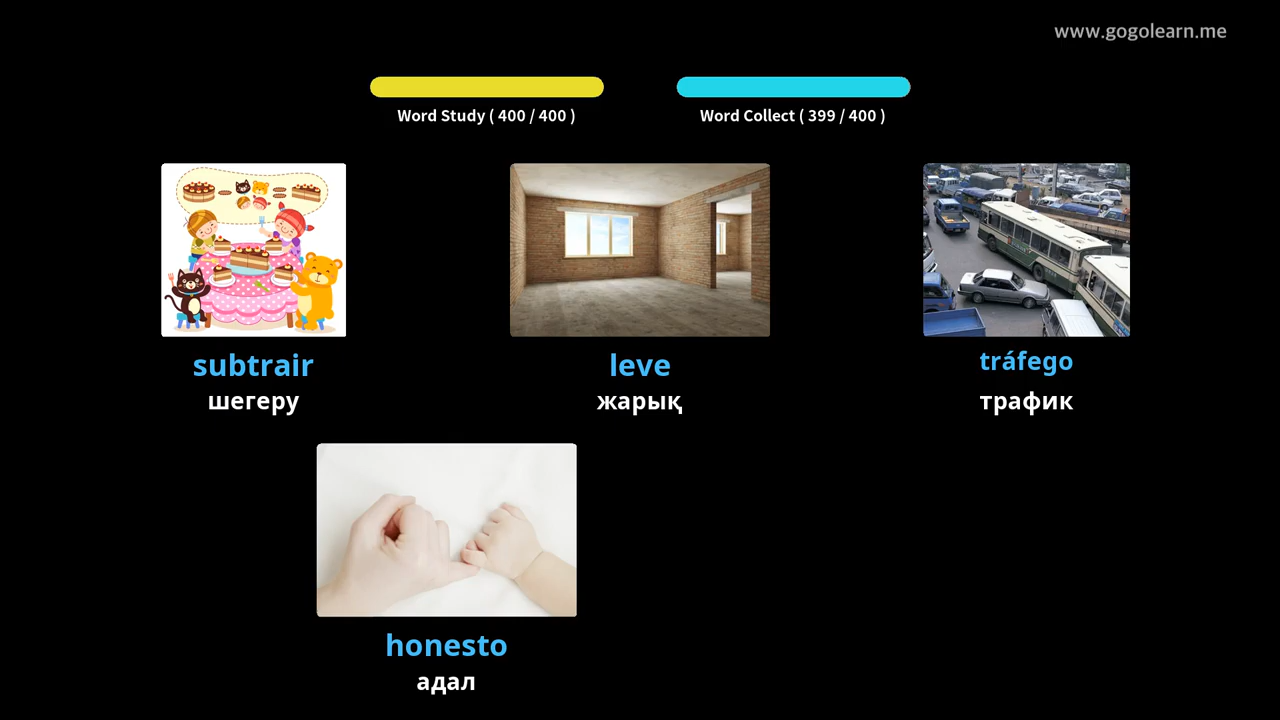 www.gogolearn.me
Word Study ( 400 / 400 )
Word Collect ( 399 / 400 )
subtrair
шегеру
leve
жарық
tráfego
трафик
honesto
адал